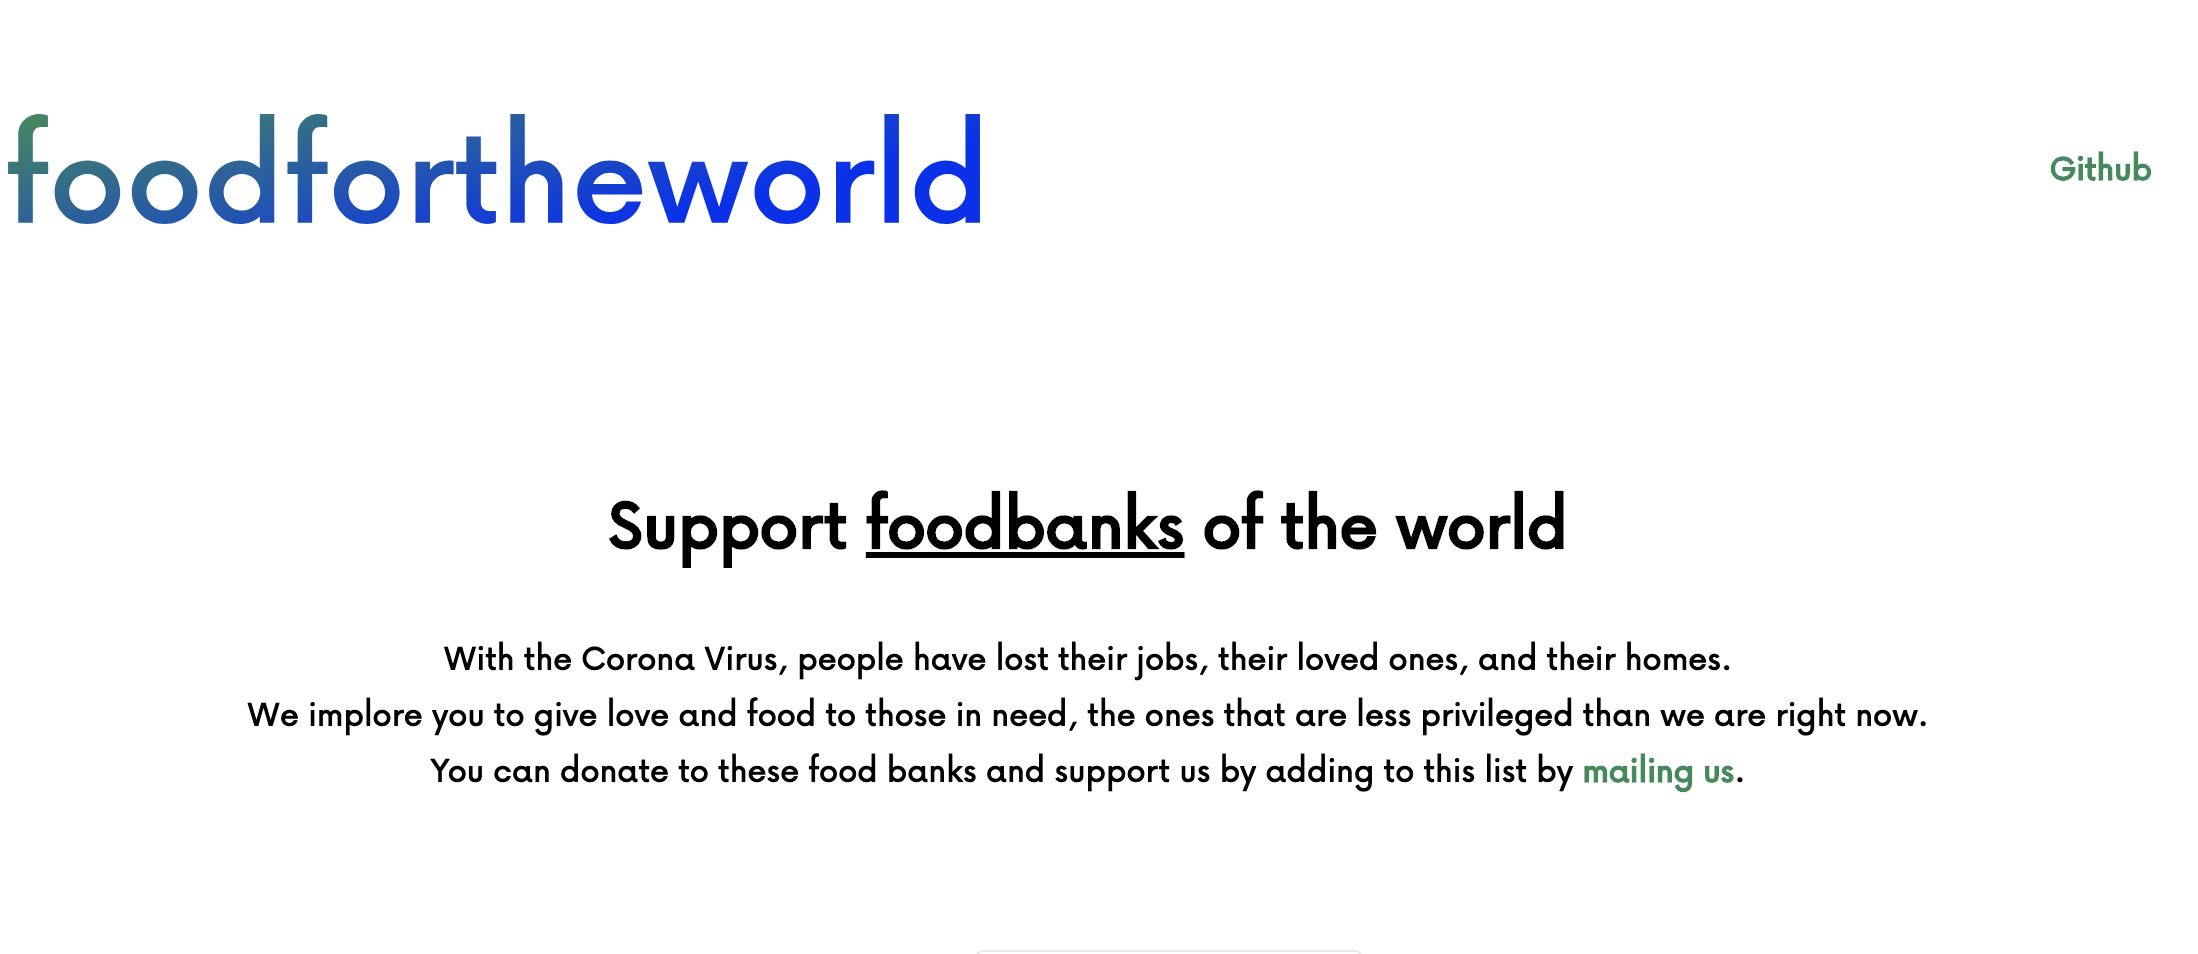 foodfortheworld
Github
Support foodbanks of the world
With the Corona Virus, people have lost their jobs, their loved ones, and their homes.
We implore you to give love and food to those in need, the ones that are less privileged than we are right now.
You can donate to these food banks and support us by adding to this list by mailing us.